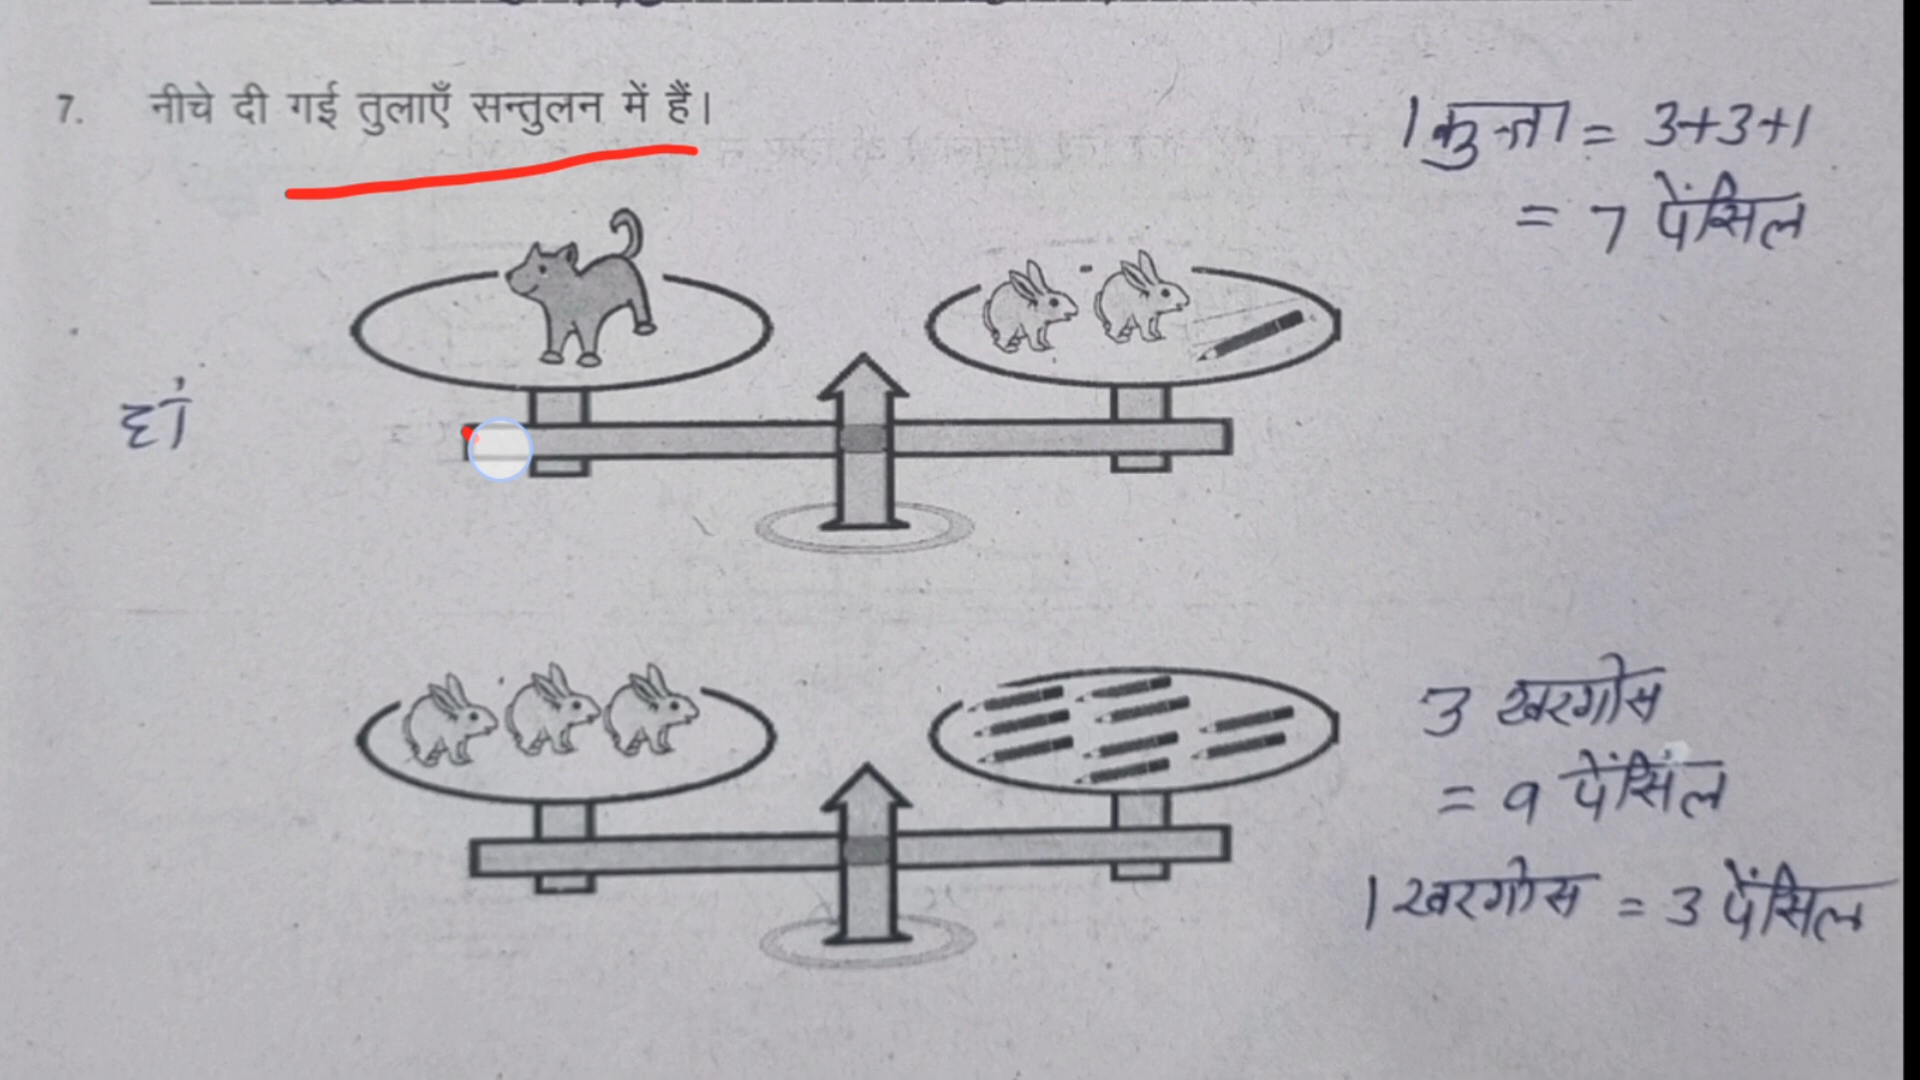 7. नीचे दी गई तुलाएँ सन्तुलन में हैं।
1 कुत्ता = 3+3+1
= 7 पेंसिल
हां
3 खरगोस
= 9 पेंसिल
1 खरगोस = 3 पेंसिल